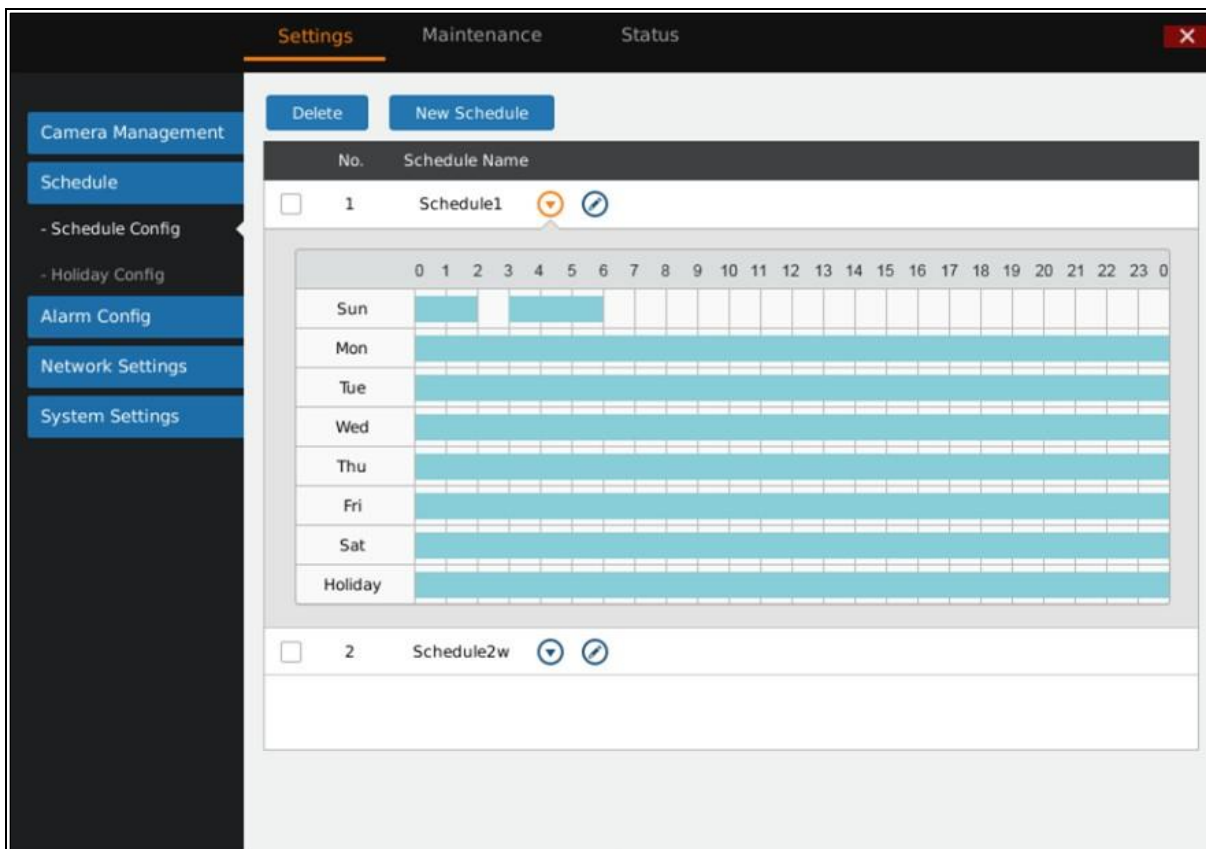 Settings Maintenance Status
Camera Management
Schedule
- Schedule Config
- Holiday Config
Alarm Config
Network Settings
System Settings
Delete New Schedule
No. Schedule Name
1 Schedule1
0 1 2 3 4 5 6 7 8 9 10 11 12 13 14 15 16 17 18 19 20 21 22 23 0
Sun
Mon
Tue
Wed
Thu
Fri
Sat
Holiday
2 Schedule2w